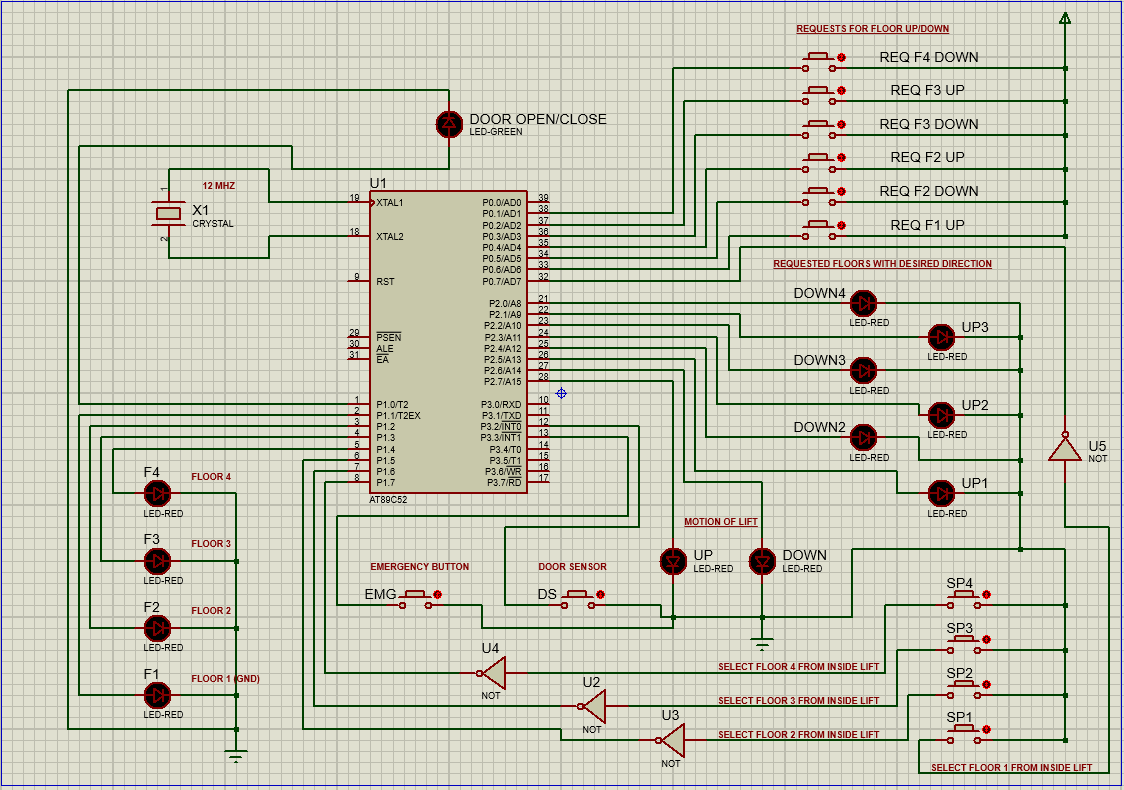 REQUESTS FOR FLOOR UP/DOWN
REQ F4 DOWN
REQ F3 UP
REQ F3 DOWN
REQ F2 UP
REQ F2 DOWN
REQ F1 UP
DOOR OPEN/CLOSE
LED-GREEN
12 MHZ
1
X1
CRYSTAL
2
U1
19 XTAL1
18 XTAL2
9 RST
29 PSEN
30 ALE
31 EA
1 P1.0/T2
2 P1.1/T2EX
3 P1.2
4 P1.3
5 P1.4
6 P1.5
7 P1.6
8 P1.7
P0.0/AD0 39
P0.1/AD1 38
P0.2/AD2 37
P0.3/AD3 36
P0.4/AD4 35
P0.5/AD5 34
P0.6/AD6 33
P0.7/AD7 32
P2.0/A8 21
P2.1/A9 22
P2.2/A10 23
P2.3/A11 24
P2.4/A12 25
P2.5/A13 26
P2.6/A14 27
P2.7/A15 28
P3.0/RXD 10
P3.1/TXD 11
P3.2/INT0 12
P3.3/INT1 13
P3.4/T0 14
P3.5/T1 15
P3.6/WR 16
P3.7/RD 17
AT89C52
REQUESTED FLOORS WITH DESIRED DIRECTION
DOWN4
LED-RED
UP3
LED-RED
DOWN3
LED-RED
UP2
LED-RED
DOWN2
LED-RED
UP1
LED-RED
U5
NOT
F4
FLOOR 4
LED-RED
F3
FLOOR 3
LED-RED
F2
FLOOR 2
LED-RED
F1
FLOOR 1 (GND)
LED-RED
MOTION OF LIFT
UP
LED-RED
DOWN
LED-RED
EMERGENCY BUTTON
EMG
DOOR SENSOR
DS
SP4
SP3
SP2
SP1
U4
NOT
SELECT FLOOR 4 FROM INSIDE LIFT
U2
NOT
SELECT FLOOR 3 FROM INSIDE LIFT
U3
NOT
SELECT FLOOR 2 FROM INSIDE LIFT
SELECT FLOOR 1 FROM INSIDE LIFT